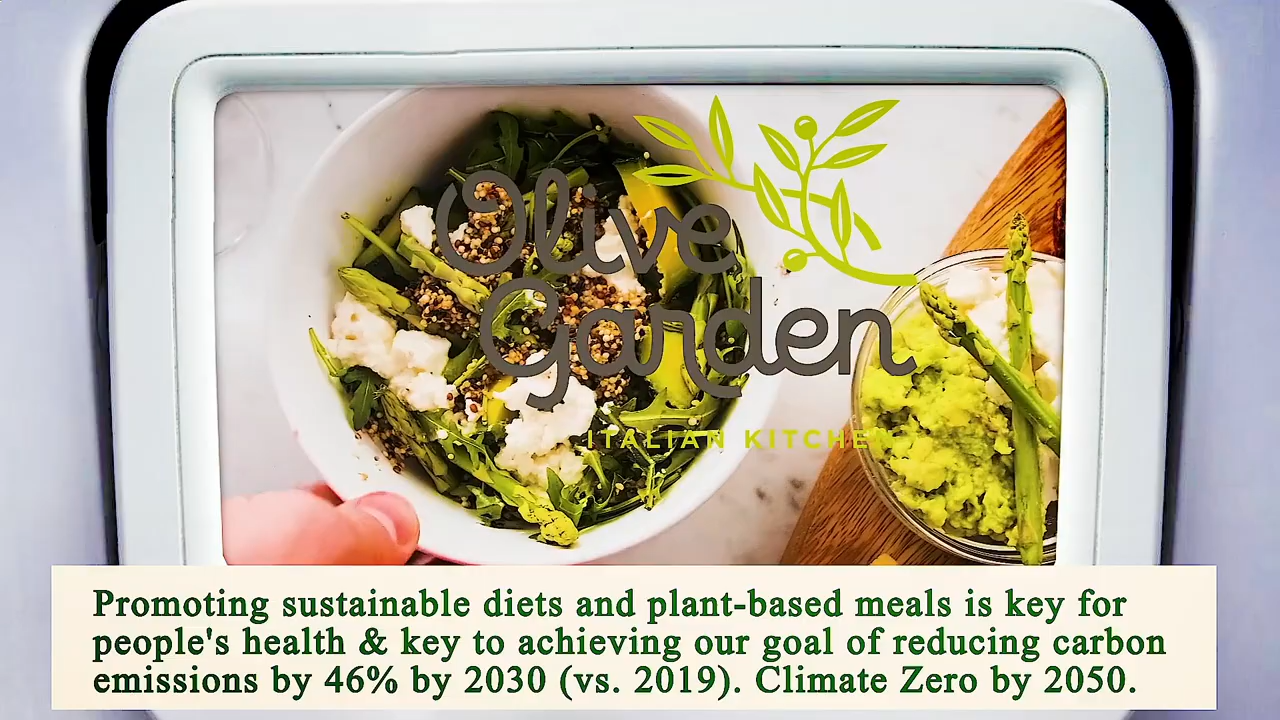 Olive
Garden
ITALIAN KITCHEN
Promoting sustainable diets and plant-based meals is key for
people's health & key to achieving our goal of reducing carbon
emissions by 46% by 2030 (vs. 2019). Climate Zero by 2050.